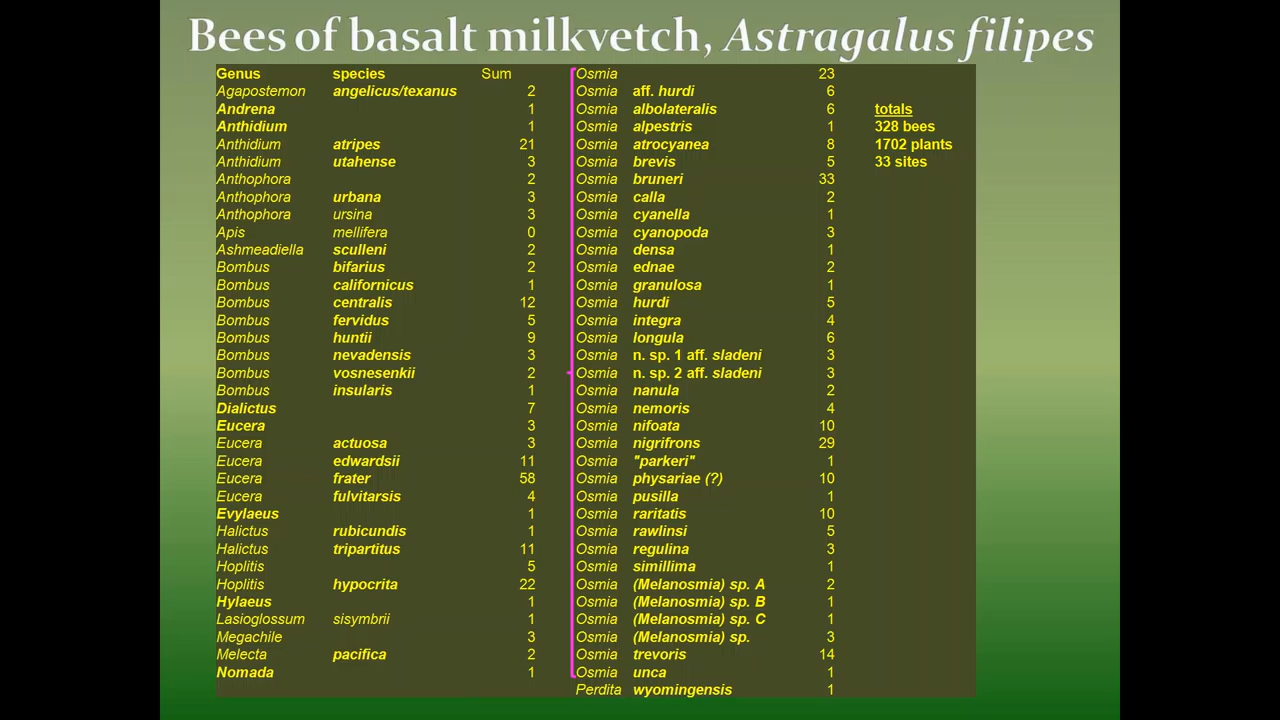 Bees of basalt milkvetch, Astragalus filipes
Genus species Sum
Agapostemon angelicus/texanus 2
Andrena 1
Anthidium 1
Anthidium atripes 21
Anthidium utahense 3
Anthophora 2
Anthophora urbana 3
Anthophora ursina 3
Apis mellifera 0
Ashmeadiella sculleni 2
Bombus bifarius 2
Bombus californicus 1
Bombus centralis 12
Bombus fervidus 5
Bombus huntii 9
Bombus nevadensis 3
Bombus vosnesenkii 2
Bombus insularis 1
Dialictus 7
Eucera 3
Eucera actuosa 3
Eucera edwardsii 11
Eucera frater 58
Eucera fulvitarsis 4
Evylaeus 1
Halictus rubicundis 1
Halictus tripartitus 11
Hoplitis 5
Hoplitis hypocrita 22
Hylaeus 1
Lasioglossum sisymbrii 1
Megachile 3
Melecta pacifica 2
Nomada 1
Osmia 23
Osmia aff. hurdi 6
Osmia albolateralis 6
Osmia alpestris 1
Osmia atrocyanea 8
Osmia brevis 5
Osmia bruneri 33
Osmia calla 2
Osmia cyanella 1
Osmia cyanopoda 3
Osmia densa 1
Osmia ednae 2
Osmia granulosa 1
Osmia hurdi 5
Osmia integra 4
Osmia longula 6
Osmia n. sp. 1 aff. sladeni 3
Osmia n. sp. 2 aff. sladeni 3
Osmia nanula 2
Osmia nemoris 4
Osmia nifoata 10
Osmia nigrifrons 29
Osmia "parkeri" 1
Osmia physariae (?) 10
Osmia pusilla 1
Osmia raritatis 10
Osmia rawlinsi 5
Osmia regulina 3
Osmia simillima 1
Osmia (Melanosmia) sp. A 2
Osmia (Melanosmia) sp. B 1
Osmia (Melanosmia) sp. C 1
Osmia (Melanosmia) sp. 3
Osmia trevoris 14
Osmia unca 1
Perdita wyomingensis 1
totals
328 bees
1702 plants
33 sites